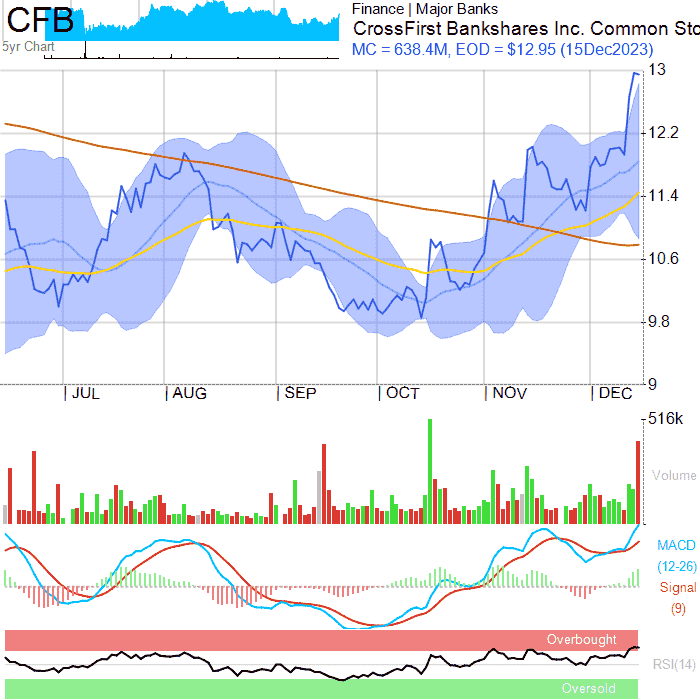 CFB
Finance | Major Banks
CrossFirst Bankshares Inc. Common Sto
5yr Chart
MC = 638.4M, EOD = $12.95 (15Dec2023)
13
12.2
11.4
10.6
9.8
9
JUL AUG SEP OCT NOV DEC
516k
Volume
MACD
(12-26)
Signal
(9)
Overbought
RSI(14)
Oversold